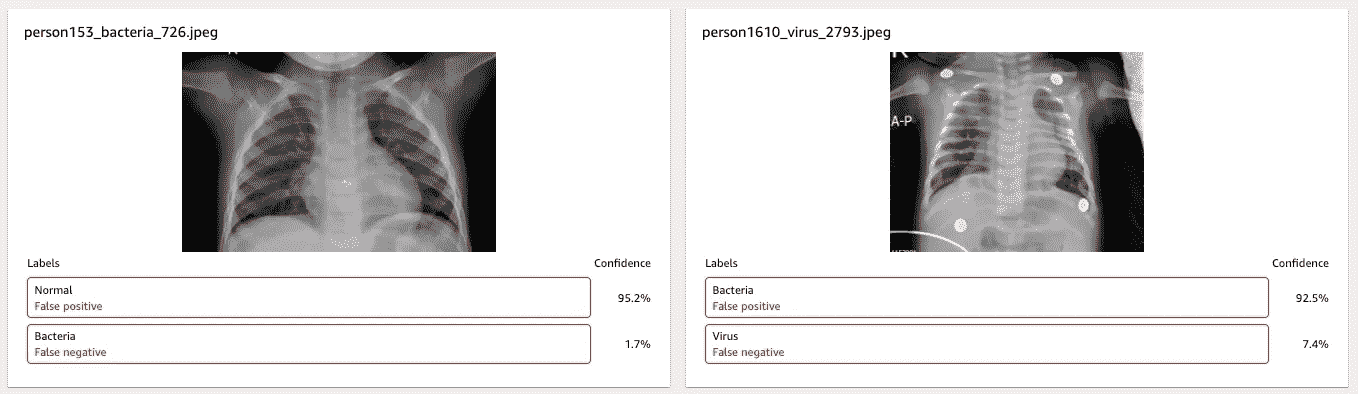 person153_bacteria_726.jpeg
Labels
Confidence
Normal
False positive
95.2%
Bacteria
False negative
1.7%
person1610_virus_2793.jpeg
R
A-P
Labels
Confidence
Bacteria
False positive
92.5%
Virus
False negative
7.4%